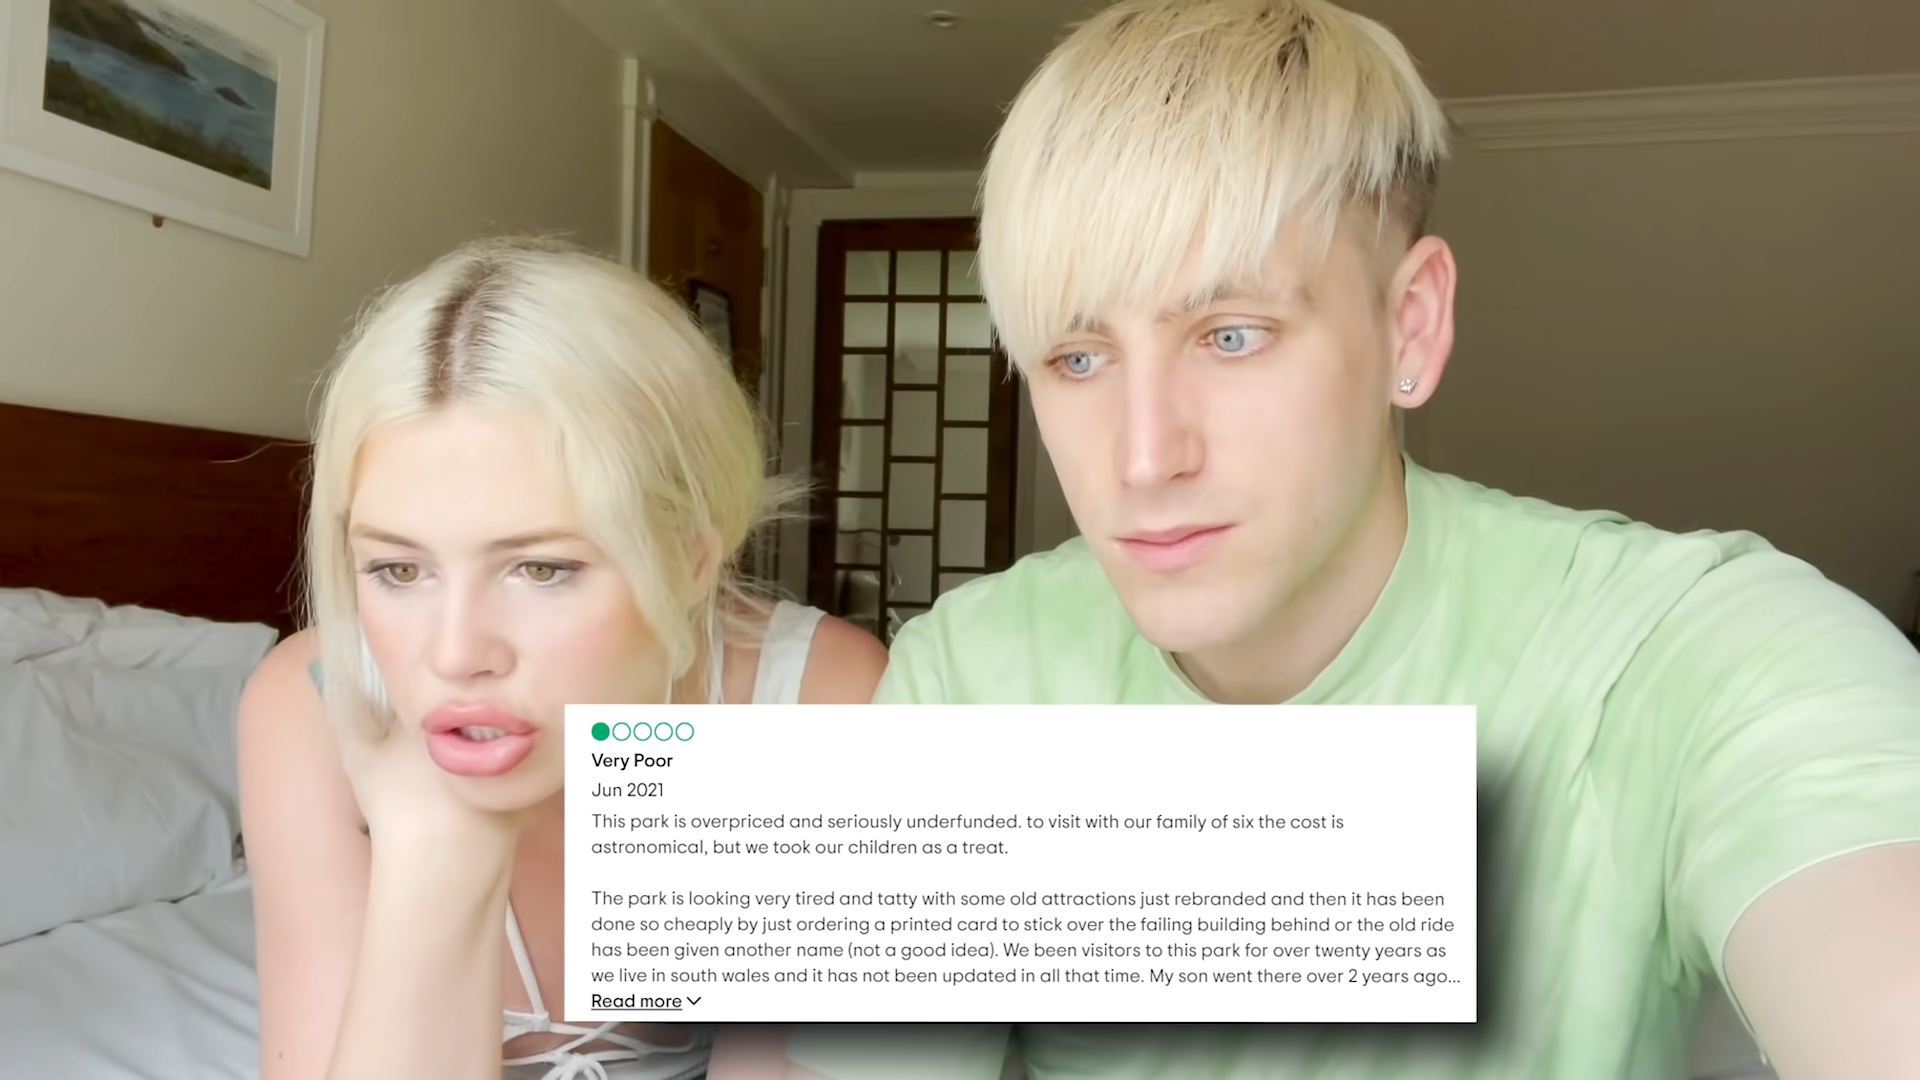 Very Poor
Jun 2021
This park is overpriced and seriously underfunded. to visit with our family of six the cost is
astronomical, but we took our children as a treat.
The park is looking very tired and tatty with some old attractions just rebranded and then it has been
done so cheaply by just ordering a printed card to stick over the failing building behind or the old ride
has been given another name (not a good idea). We been visitors to this park for over twenty years as
we live in south wales and it has not been updated in all that time. My son went there over 2 years ago...
Read more